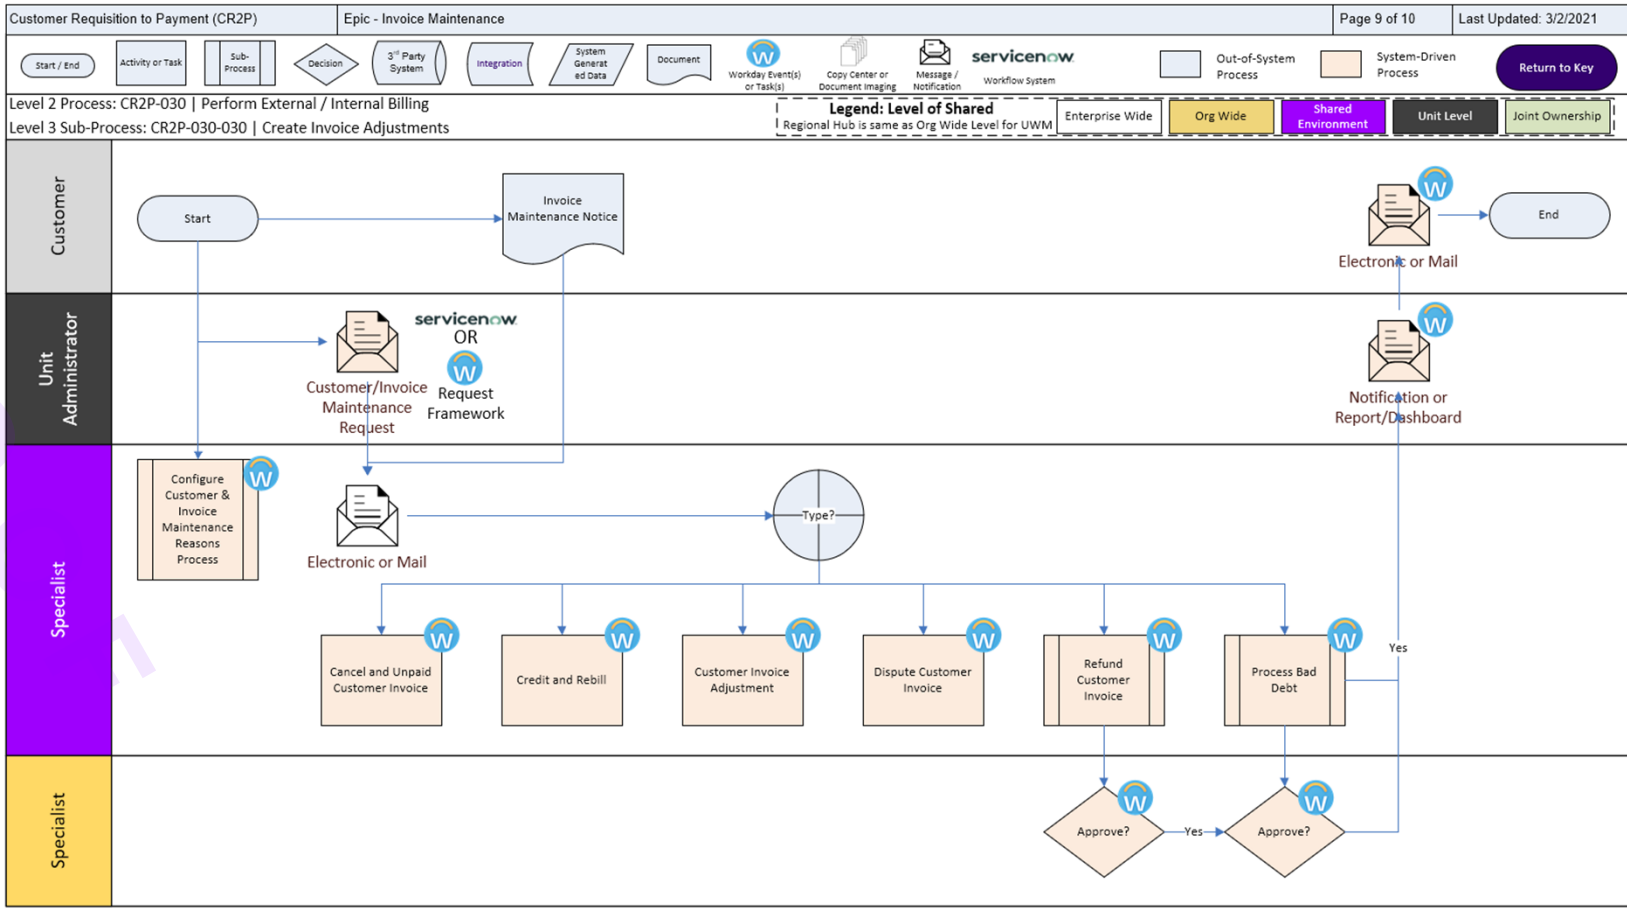 Customer Requisition to Payment (CR2P)
Epic - Invoice Maintenance
Page 9 of 10
Last Updated: 3/2/2021
Start / End
Activity or Task
Sub-
Process
Decision
3rd Party
System
Integration
System
Generat
ed Data
Document
W
Workday Event(s)
or Task(s)
Copy Center or
Document Imaging
Message /
Notification
servicenow
Workflow System
Out-of-System
Process
System-Driven
Process
Return to Key
Level 2 Process: CR2P-030 | Perform External / Internal Billing
Level 3 Sub-Process: CR2P-030-030 | Create Invoice Adjustments
Legend: Level of Shared
Regional Hub is same as Org Wide Level for UWM
Enterprise Wide
Org Wide
Shared
Environment
Unit Level
Joint Ownership
Customer
Start
Invoice
Maintenance Notice
W
Electronic or Mail
End
Unit
Administrator
Customer/Invoice
Maintenance
Request
servicenow
OR
W
Request
Framework
W
Notification or
Report/Dashboard
Specialist
Configure
Customer &
Invoice
Maintenance
Reasons
Process
W
Electronic or Mail
Type?
Cancel and Unpaid
Customer Invoice
W
Credit and Rebill
W
Customer Invoice
Adjustment
W
Dispute Customer
Invoice
W
Refund
Customer
Invoice
W
Process Bad
Debt
W
Yes
Specialist
Approve?
W
Yes
Approve?
W